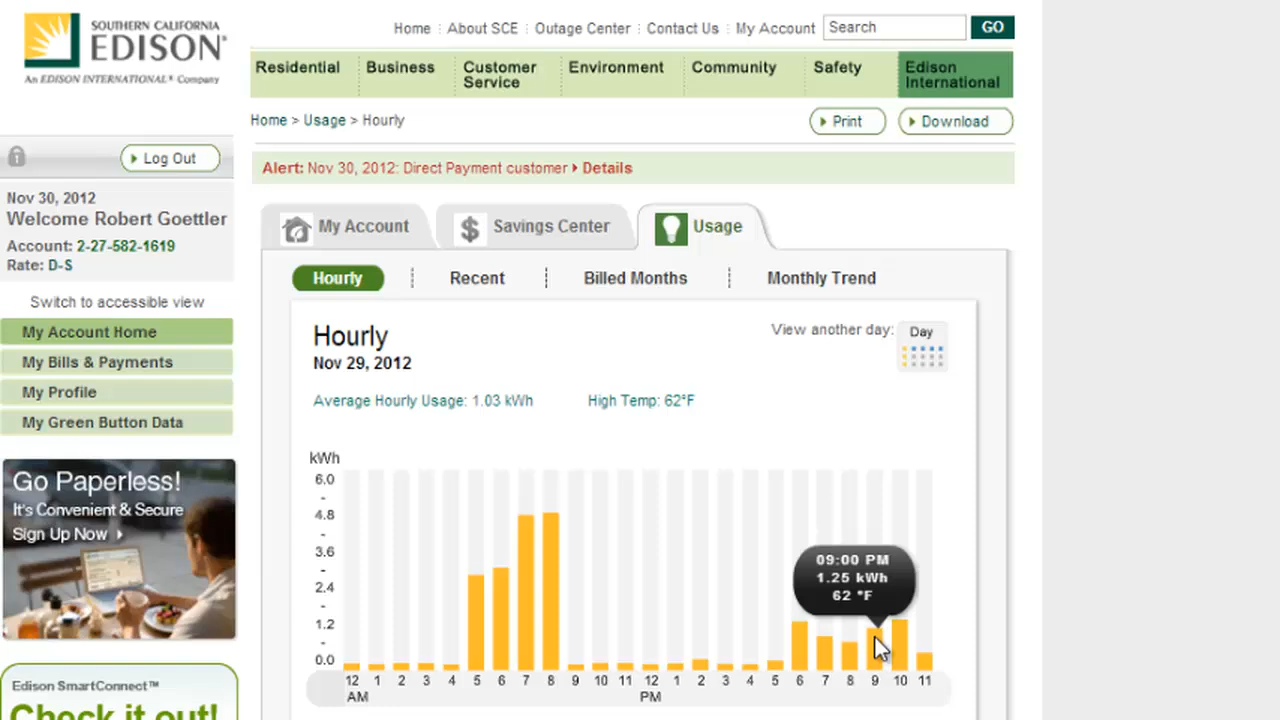 SOUTHERN CALIFORNIA
EDISON®
An EDISON INTERNATIONAL® Company
Home About SCE Outage Center Contact Us My Account Search GO
Residential Business Customer Service Environment Community Safety Edison International
Home > Usage > Hourly
Print Download
Log Out
Alert: Nov 30, 2012: Direct Payment customer Details
Nov 30, 2012
Welcome Robert Goettler
Account: 2-27-582-1619
Rate: D-S
Switch to accessible view
My Account Home
My Bills & Payments
My Profile
My Green Button Data
Go Paperless!
It's Convenient & Secure
Sign Up Now
Edison SmartConnect™
Check it out!
My Account $ Savings Center Usage
Hourly Recent Billed Months Monthly Trend
Hourly
Nov 29, 2012
View another day: Day
Average Hourly Usage: 1.03 kWh High Temp: 62°F
kWh
6.0
-
4.8
-
3.6
-
2.4
-
1.2
-
0.0
09:00 PM
1.25 kWh
62 °F
12 1 2 3 4 5 6 7 8 9 10 11 12 1 2 3 4 5 6 7 8 9 10 11
AM PM